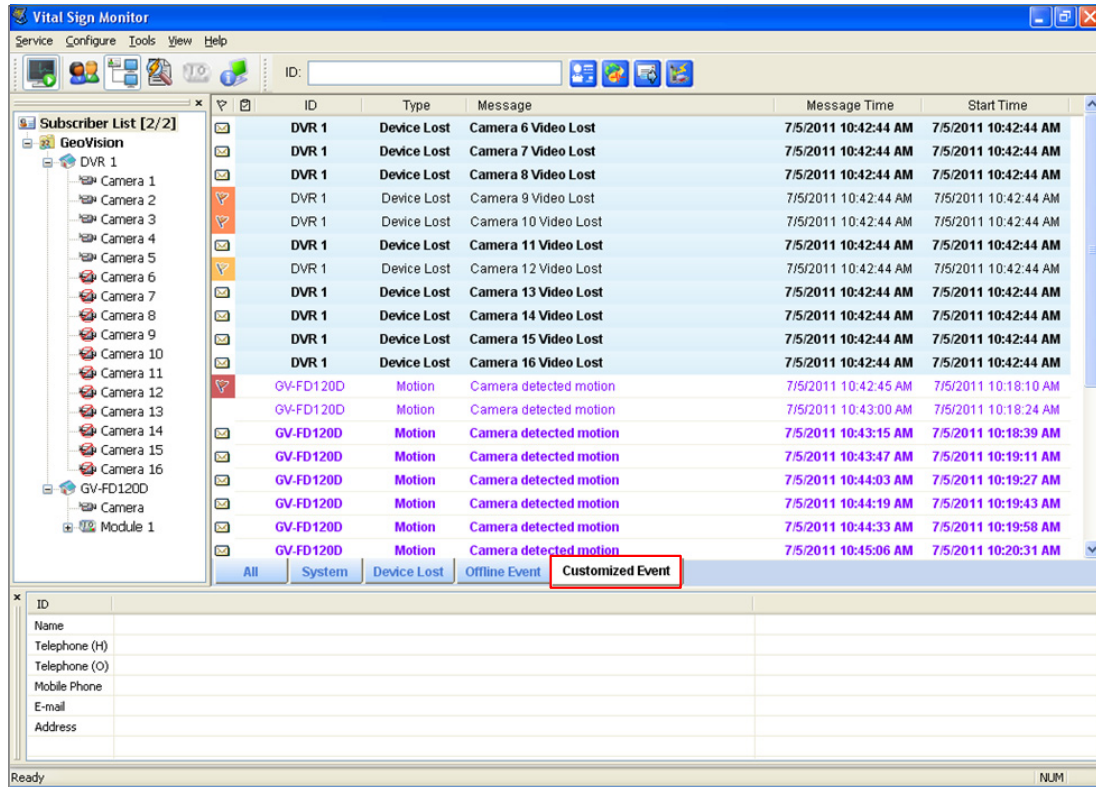 Vital Sign Monitor
Service Configure Tools View Help
ID:
Subscriber List [2/2]
GeoVision
DVR 1
Camera 1
Camera 2
Camera 3
Camera 4
Camera 5
Camera 6
Camera 7
Camera 8
Camera 9
Camera 10
Camera 11
Camera 12
Camera 13
Camera 14
Camera 15
Camera 16
GV-FD120D
Camera
Module 1
ID Type Message Message Time Start Time
DVR 1 Device Lost Camera 6 Video Lost 7/5/2011 10:42:44 AM 7/5/2011 10:42:44 AM
DVR 1 Device Lost Camera 7 Video Lost 7/5/2011 10:42:44 AM 7/5/2011 10:42:44 AM
DVR 1 Device Lost Camera 8 Video Lost 7/5/2011 10:42:44 AM 7/5/2011 10:42:44 AM
DVR 1 Device Lost Camera 9 Video Lost 7/5/2011 10:42:44 AM 7/5/2011 10:42:44 AM
DVR 1 Device Lost Camera 10 Video Lost 7/5/2011 10:42:44 AM 7/5/2011 10:42:44 AM
DVR 1 Device Lost Camera 11 Video Lost 7/5/2011 10:42:44 AM 7/5/2011 10:42:44 AM
DVR 1 Device Lost Camera 12 Video Lost 7/5/2011 10:42:44 AM 7/5/2011 10:42:44 AM
DVR 1 Device Lost Camera 13 Video Lost 7/5/2011 10:42:44 AM 7/5/2011 10:42:44 AM
DVR 1 Device Lost Camera 14 Video Lost 7/5/2011 10:42:44 AM 7/5/2011 10:42:44 AM
DVR 1 Device Lost Camera 15 Video Lost 7/5/2011 10:42:44 AM 7/5/2011 10:42:44 AM
DVR 1 Device Lost Camera 16 Video Lost 7/5/2011 10:42:44 AM 7/5/2011 10:42:44 AM
GV-FD120D Motion Camera detected motion 7/5/2011 10:42:45 AM 7/5/2011 10:18:10 AM
GV-FD120D Motion Camera detected motion 7/5/2011 10:43:00 AM 7/5/2011 10:18:24 AM
GV-FD120D Motion Camera detected motion 7/5/2011 10:43:15 AM 7/5/2011 10:18:39 AM
GV-FD120D Motion Camera detected motion 7/5/2011 10:43:47 AM 7/5/2011 10:19:11 AM
GV-FD120D Motion Camera detected motion 7/5/2011 10:44:03 AM 7/5/2011 10:19:27 AM
GV-FD120D Motion Camera detected motion 7/5/2011 10:44:19 AM 7/5/2011 10:19:43 AM
GV-FD120D Motion Camera detected motion 7/5/2011 10:44:33 AM 7/5/2011 10:19:58 AM
GV-FD120D Motion Camera detected motion 7/5/2011 10:45:06 AM 7/5/2011 10:20:31 AM
All System Device Lost Offline Event Customized Event
ID
Name
Telephone (H)
Telephone (O)
Mobile Phone
E-mail
Address
Ready NUM